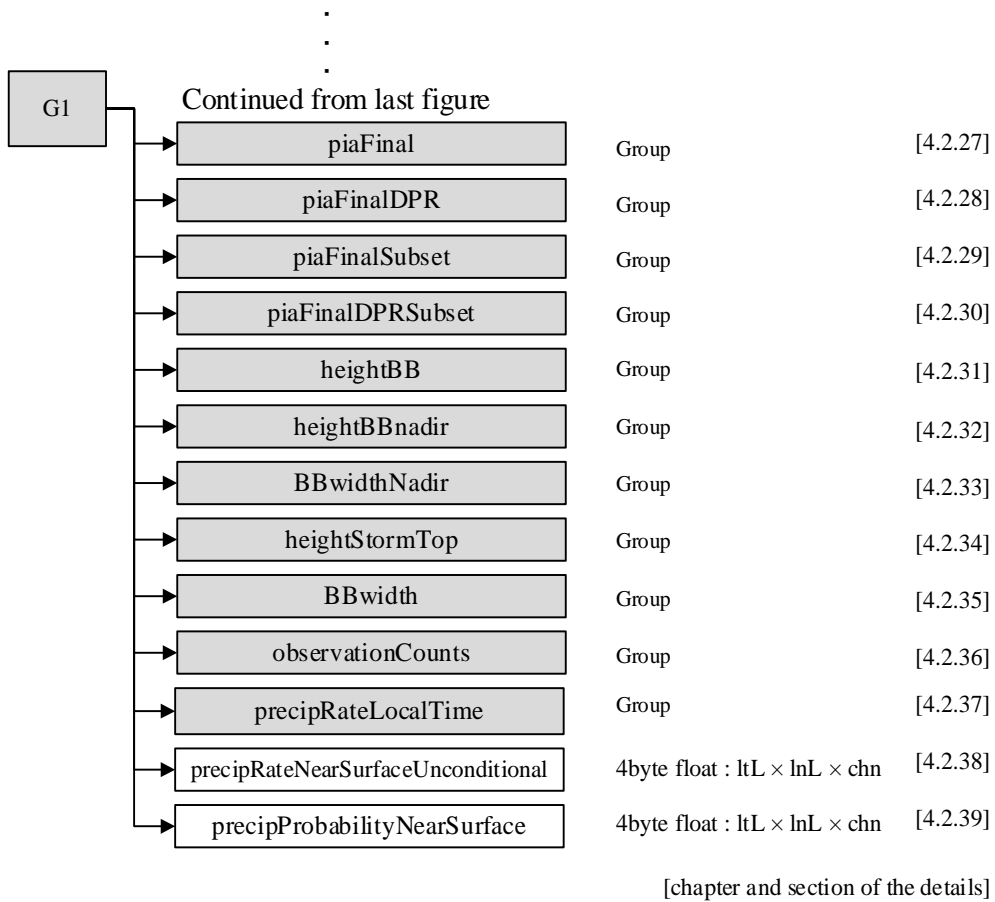 .
.
.
Continued from last figure
G1
piaFinal Group [4.2.27]
piaFinalDPR Group [4.2.28]
piaFinalSubset Group [4.2.29]
piaFinalDPRSubset Group [4.2.30]
heightBB Group [4.2.31]
heightBBnadir Group [4.2.32]
BBwidthNadir Group [4.2.33]
heightStormTop Group [4.2.34]
BBwidth Group [4.2.35]
observationCounts Group [4.2.36]
precipRateLocalTime Group [4.2.37]
precipRateNearSurfaceUnconditional 4byte float : ltL × lnL × chn [4.2.38]
precipProbabilityNearSurface 4byte float : ltL × lnL × chn [4.2.39]
[chapter and section of the details]